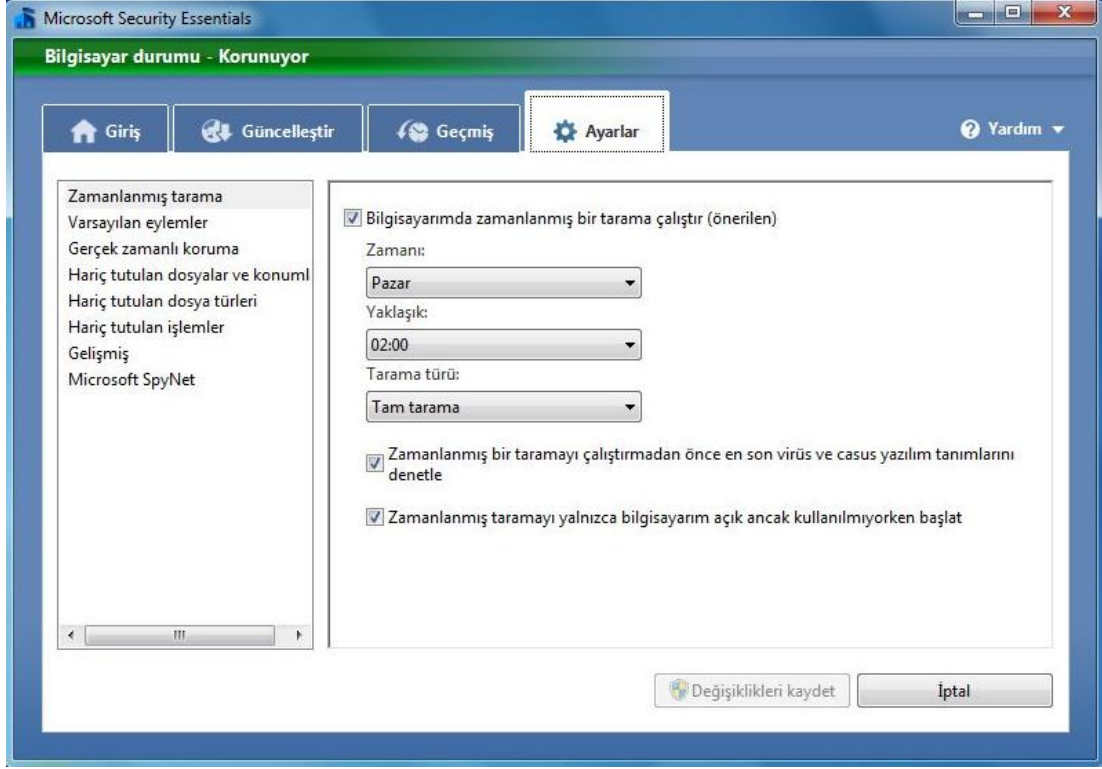 Microsoft Security Essentials
Bilgisayar durumu - Korunuyor
Giriş
Güncelleştir
Geçmiş
Ayarlar
Yardım
Zamanlanmış tarama
Varsayılan eylemler
Gerçek zamanlı koruma
Hariç tutulan dosyalar ve konuml
Hariç tutulan dosya türleri
Hariç tutulan işlemler
Gelişmiş
Microsoft SpyNet
Bilgisayarımda zamanlanmış bir tarama çalıştır (önerilen)
Zamanı:
Pazar
Yaklaşık:
02:00
Tarama türü:
Tam tarama
Zamanlanmış bir taramayı çalıştırmadan önce en son virüs ve casus yazılım tanımlarını
denetle
Zamanlanmış taramayı yalnızca bilgisayarım açık ancak kullanılmıyorken başlat
Değişiklikleri kaydet
İptal